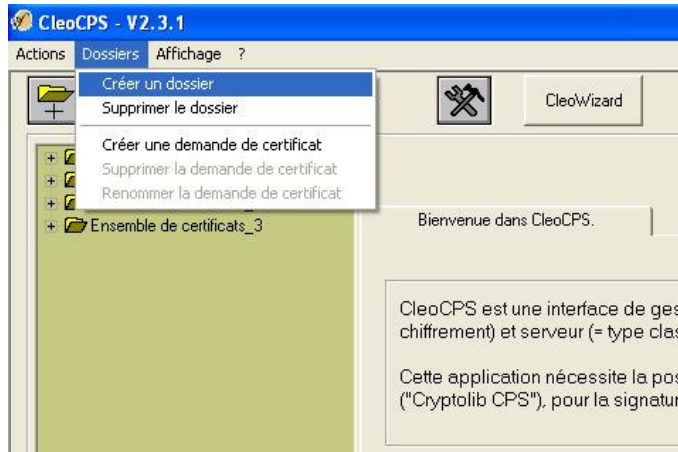 CleoCPS - V2.3.1
Actions Dossiers Affichage ?
Créer un dossier
Supprimer le dossier
Créer une demande de certificat
Supprimer la demande de certificat
Renommer la demande de certificat
CleoWizard
Ensemble de certificats_3
Bienvenue dans CleoCPS.
CleoCPS est une interface de ges
chiffrement) et serveur (= type clas
Cette application nécessite la pos
("Cryptolib CPS"), pour la signatur